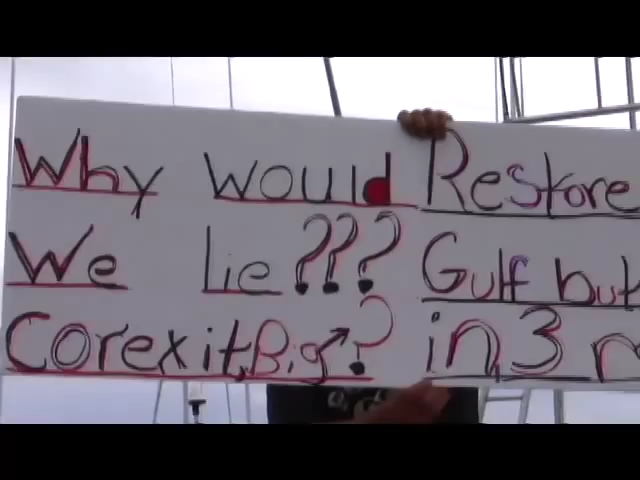 Why would
We Lie???
Corexit, Big?
Restore
Gulf but
in, 3